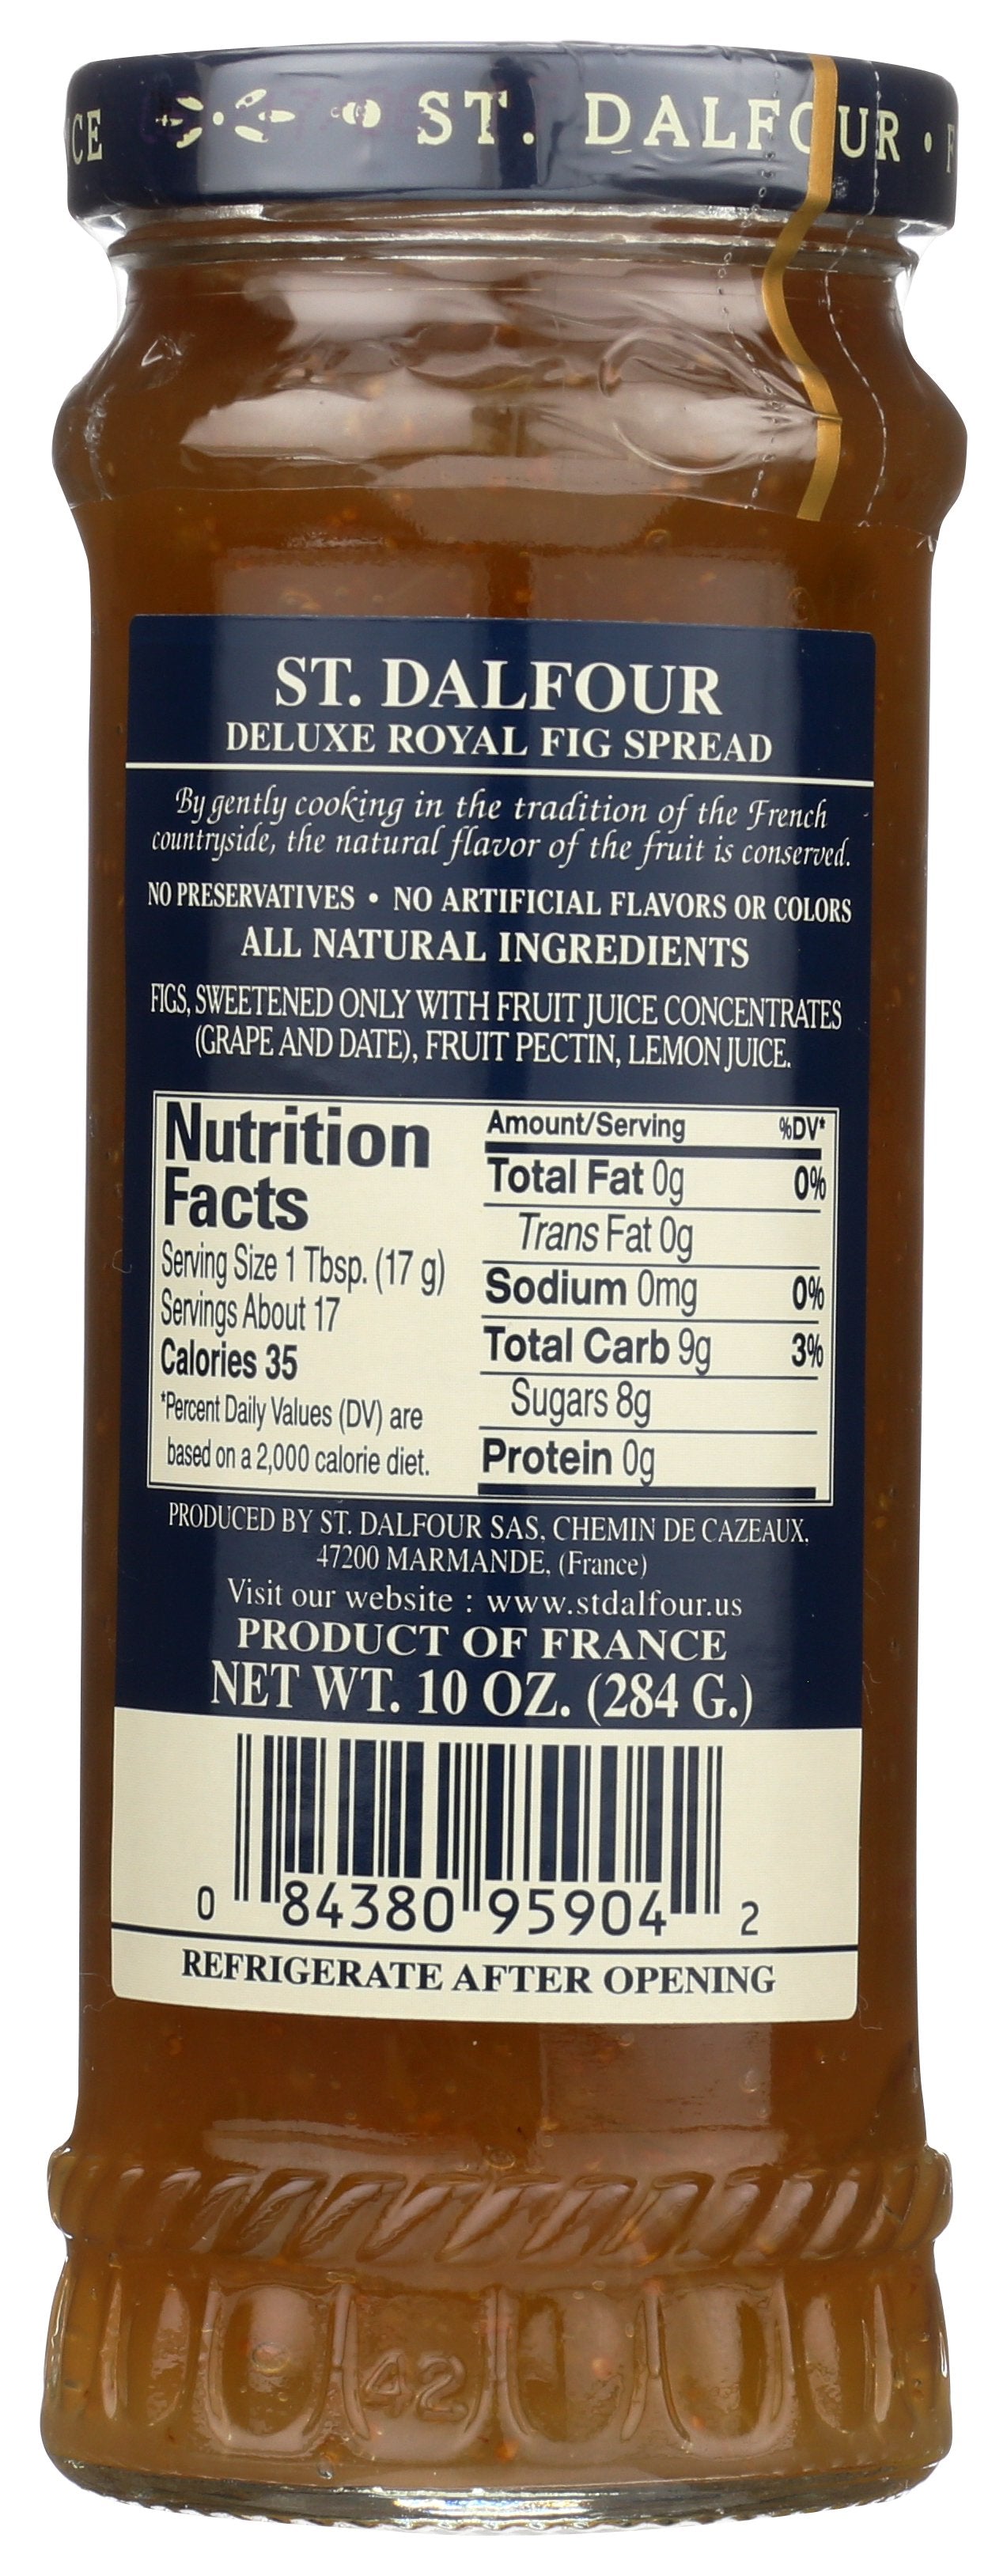 CE ST. DALFOUR • F
ST. DALFOUR
DELUXE ROYAL FIG SPREAD
By gently cooking in the tradition of the French
countryside, the natural flavor of the fruit is conserved.
NO PRESERVATIVES • NO ARTIFICIAL FLAVORS OR COLORS
ALL NATURAL INGREDIENTS
FIGS, SWEETENED ONLY WITH FRUIT JUICE CONCENTRATES
(GRAPE AND DATE), FRUIT PECTIN, LEMON JUICE.
Nutrition
Facts
Serving Size 1 Tbsp. (17 g)
Servings About 17
Calories 35
*Percent Daily Values (DV) are
based on a 2,000 calorie diet.
Amount/Serving %DV*
Total Fat 0g 0%
Trans Fat 0g
Sodium 0mg 0%
Total Carb 9g 3%
Sugars 8g
Protein 0g
PRODUCED BY ST. DALFOUR SAS, CHEMIN DE CAZEAUX,
47200 MARMANDE, (France)
Visit our website : www.stdalfour.us
PRODUCT OF FRANCE
NET WT. 10 OZ. (284 G.)
0 84380 95904 2
REFRIGERATE AFTER OPENING
42